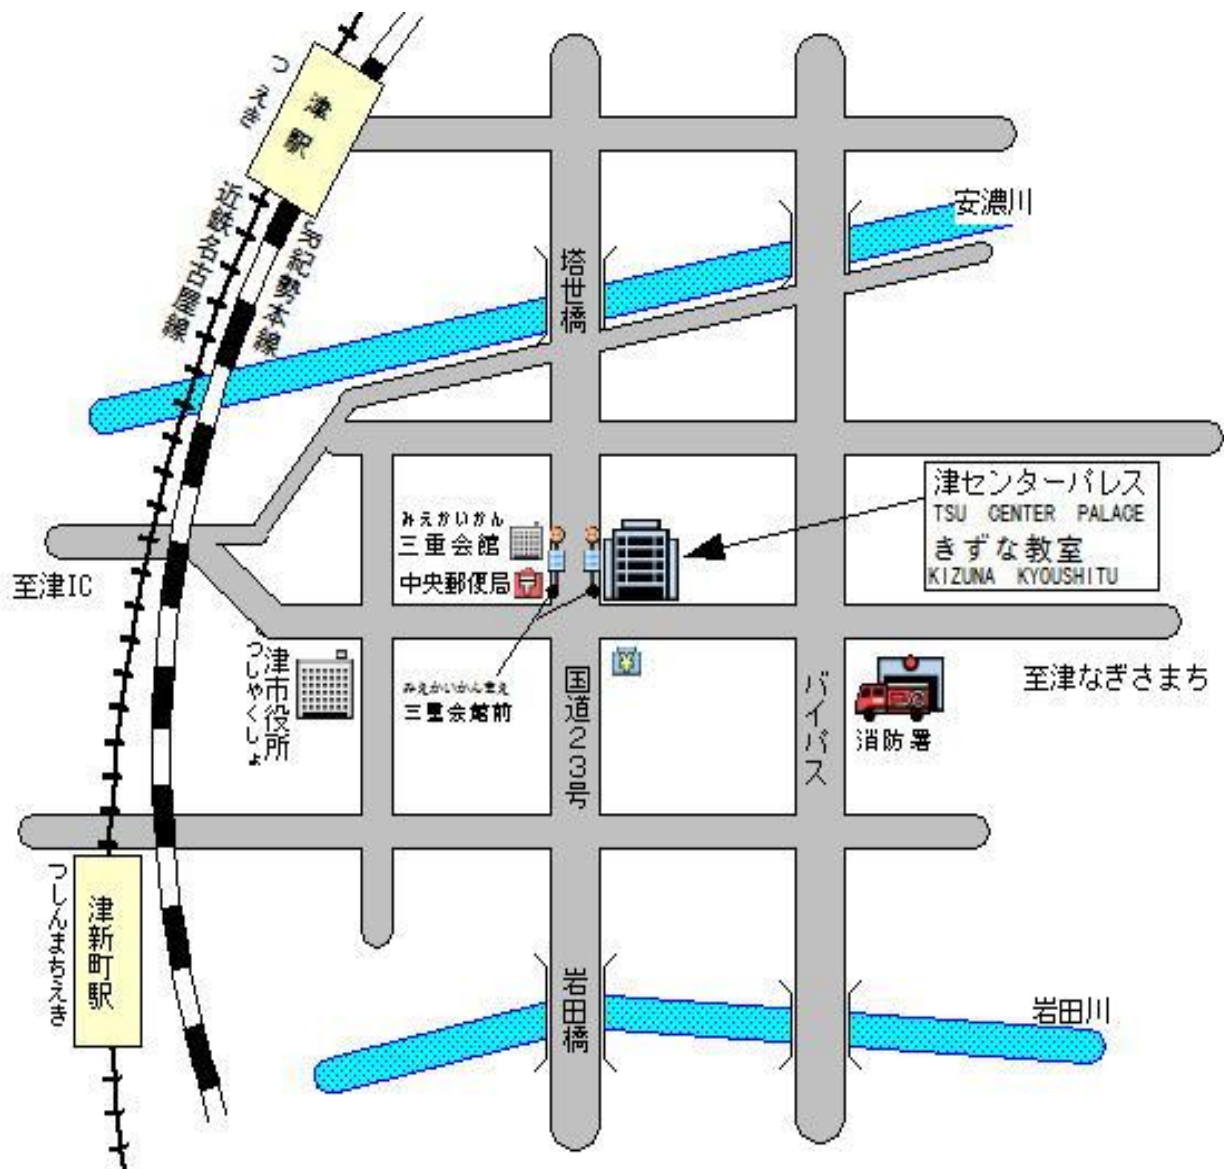 つえき
津駅
近鉄名古屋線
JR紀勢本線
安濃川
塔世橋
津センターパレス
TSU CENTER PALACE
きずな教室
KIZUNA KYOUSHITU
みえかいかん
三重会館
中央郵便局
至津IC
つしやくしょ
津市役所
みえかいかんまえ
三重会館前
国道23号
バイパス
消防署
至津なぎさまち
つしんまちえき
津新町駅
岩田橋
岩田川